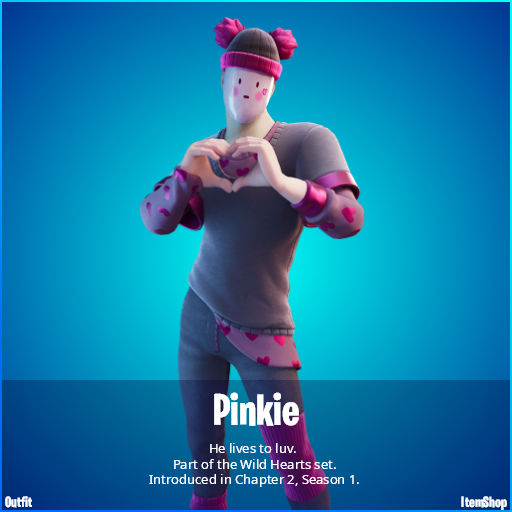 Pinkie
He lives to luv.
Part of the Wild Hearts set.
Introduced in Chapter 2, Season 1.
Outfit
ItemShop